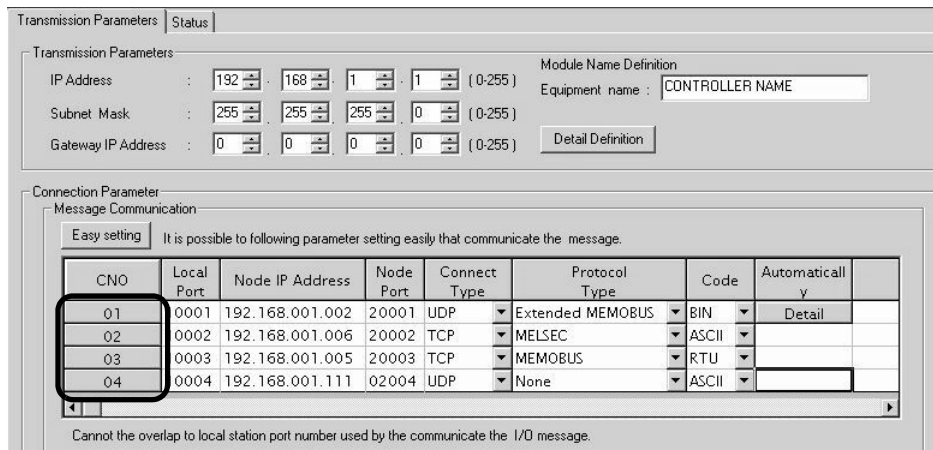 Transmission Parameters Status
Transmission Parameters
IP Address : 192 . 168 . 1 . 1 ( 0-255 )
Subnet Mask : 255 . 255 . 255 . 0 ( 0-255 )
Gateway IP Address : 0 . 0 . 0 . 0 ( 0-255 )
Module Name Definition
Equipment name : CONTROLLER NAME
Detail Definition
Connection Parameter
Message Communication
Easy setting It is possible to following parameter setting easily that communicate the message.
CNO Local Port Node IP Address Node Port Connect Type Protocol Type Code Automatically
01 0001 192.168.001.002 20001 UDP Extended MEMOBUS BIN Detail
02 0002 192.168.001.006 20002 TCP MELSEC ASCII
03 0003 192.168.001.005 20003 TCP MEMOBUS RTU
04 0004 192.168.001.111 02004 UDP None ASCII
Cannot the overlap to local station port number used by the communicate the I/O message.